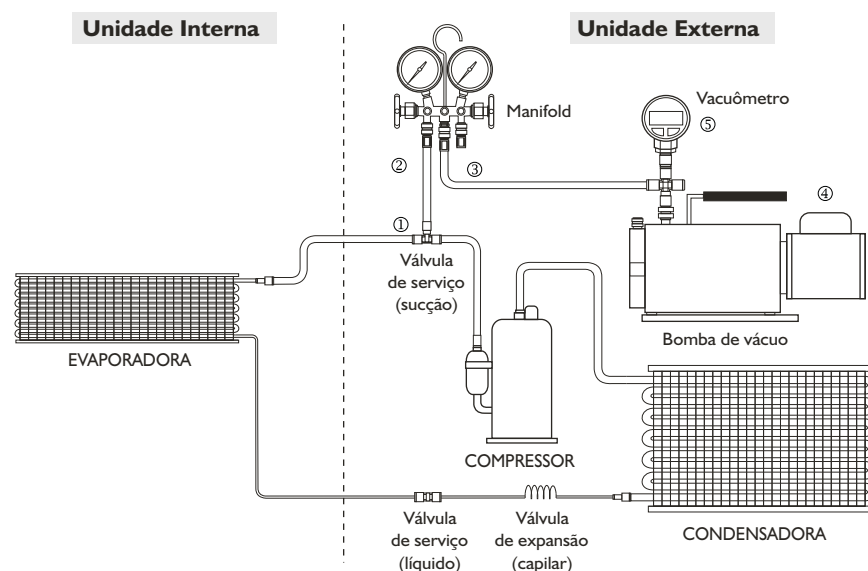 Unidade Interna
Unidade Externa
Manifold
Vacuômetro
⑤
②
③
④
①
Válvula
de serviço
(sucção)
Bomba de vácuo
EVAPORADORA
COMPRESSOR
Válvula
de serviço
(líquido)
Válvula
de expansão
(capilar)
CONDENSADORA